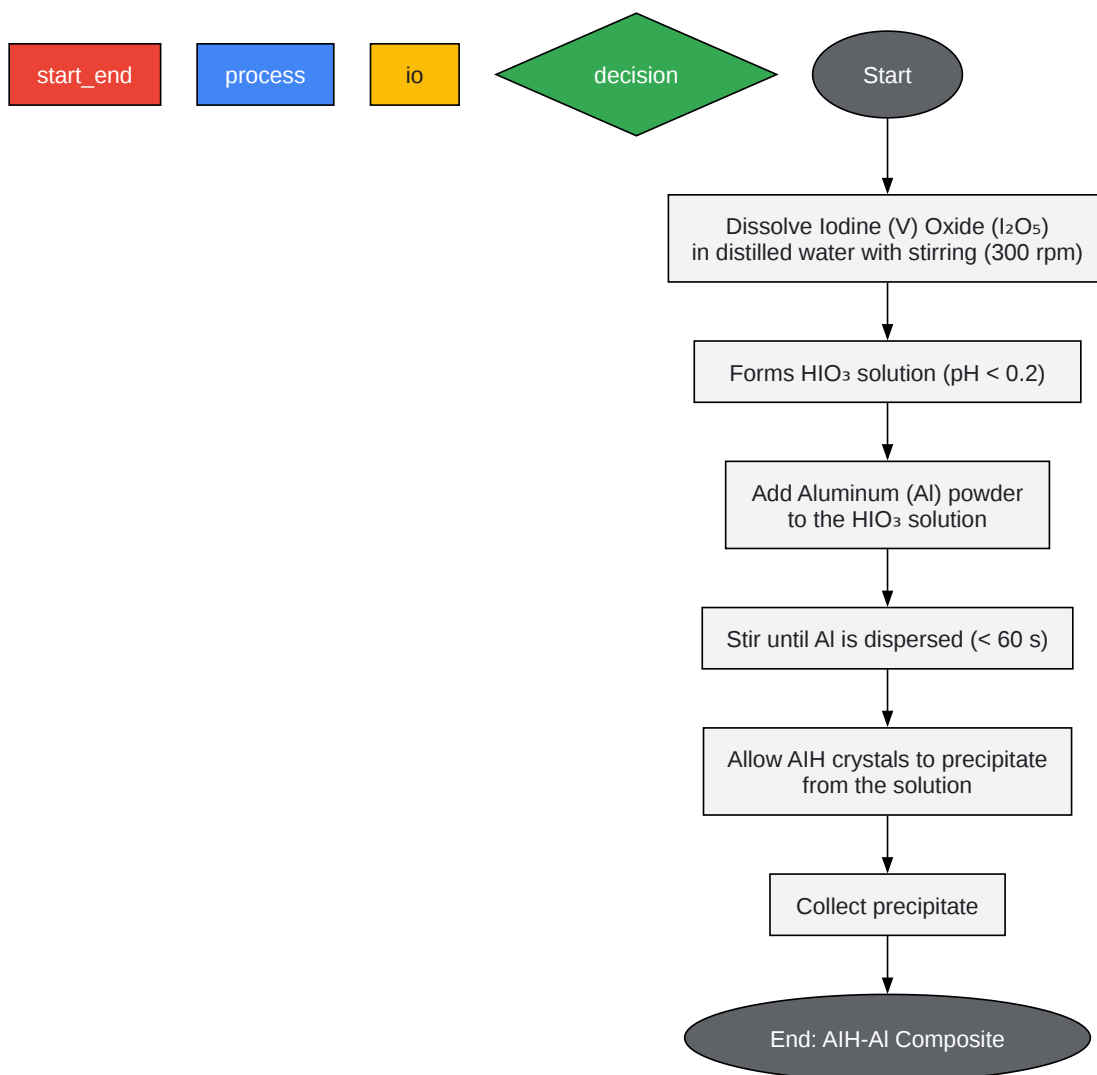 start_end
process
io
decision
Start
Dissolve Iodine (V) Oxide (I₂O₅)
in distilled water with stirring (300 rpm)
Forms HIO₃ solution (pH < 0.2)
Add Aluminum (Al) powder
to the HIO₃ solution
Stir until Al is dispersed (< 60 s)
Allow AIH crystals to precipitate
from the solution
Collect precipitate
End: AIH-Al Composite